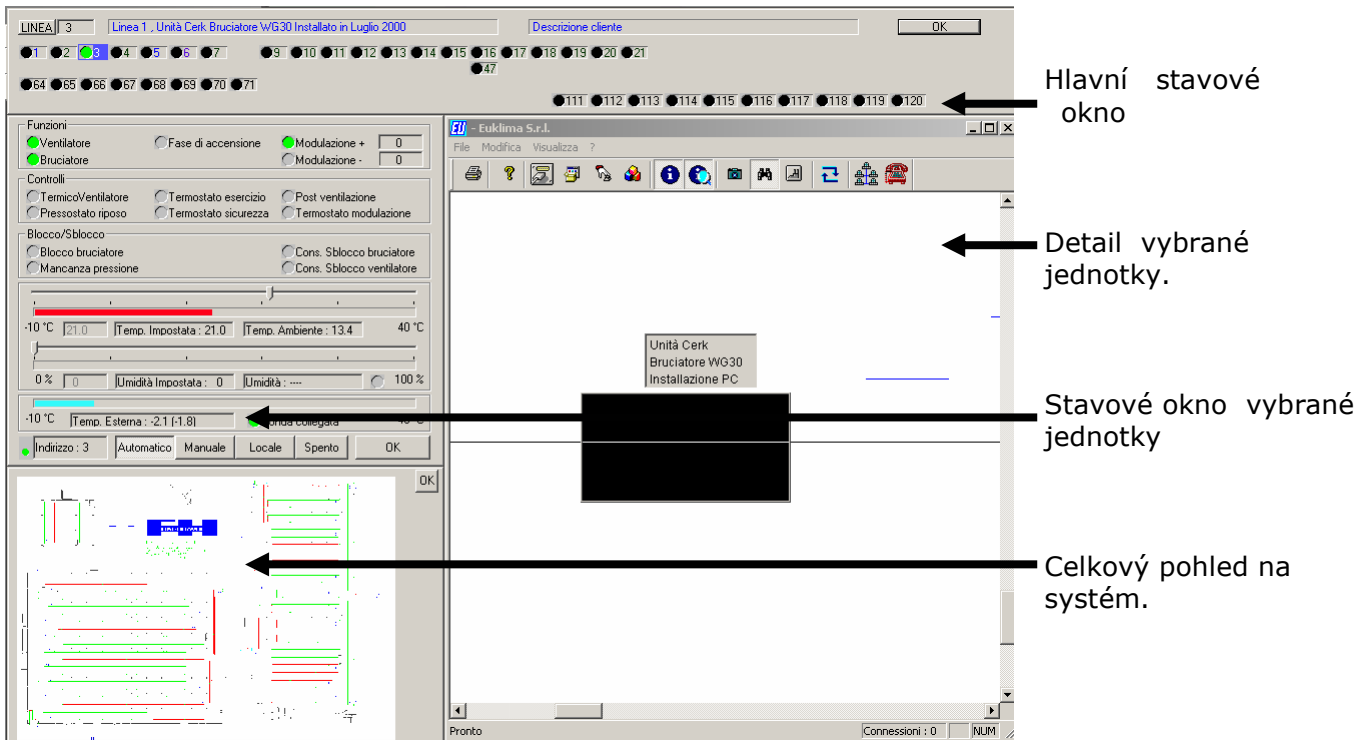 LINEA 3 Linea 1 , Unità Cerk Bruciatore WG30 Installato in Luglio 2000 Descrizione cliente OK
1 2 3 4 5 6 7 9 10 11 12 13 14 15 16 17 18 19 20 21
47
64 65 66 67 68 69 70 71
111 112 113 114 115 116 117 118 119 120
Hlavní stavové
okno
Funzioni
Ventilatore Fase di accensione Modulazione + 0
Bruciatore Modulazione - 0
Controlli
TermicoVentilatore Termostato esercizio Post ventilazione
Pressostato riposo Termostato sicurezza Termostato modulazione
Blocco/Sblocco
Blocco bruciatore Cons. Sblocco bruciatore
Mancanza pressione Cons. Sblocco ventilatore
-10 °C 21.0 Temp. Impostata : 21.0 Temp. Ambiente : 13.4 40 °C
0 % 0 Umidità Impostata : 0 Umidità : ---- 100 %
-10 °C Temp. Esterna : -2.1 (-1.8) collegata
Indirizzo : 3 Automatico Manuale Locale Spento OK
OK
EU - Euklima S.r.l.
File Modifica Visualizza ?
Unità Cerk
Bruciatore WG30
Installazione PC
Pronto Connessioni : 0 NUM
Detail vybrané
jednotky.
Stavové okno vybrané
jednotky
Celkový pohled na
systém.